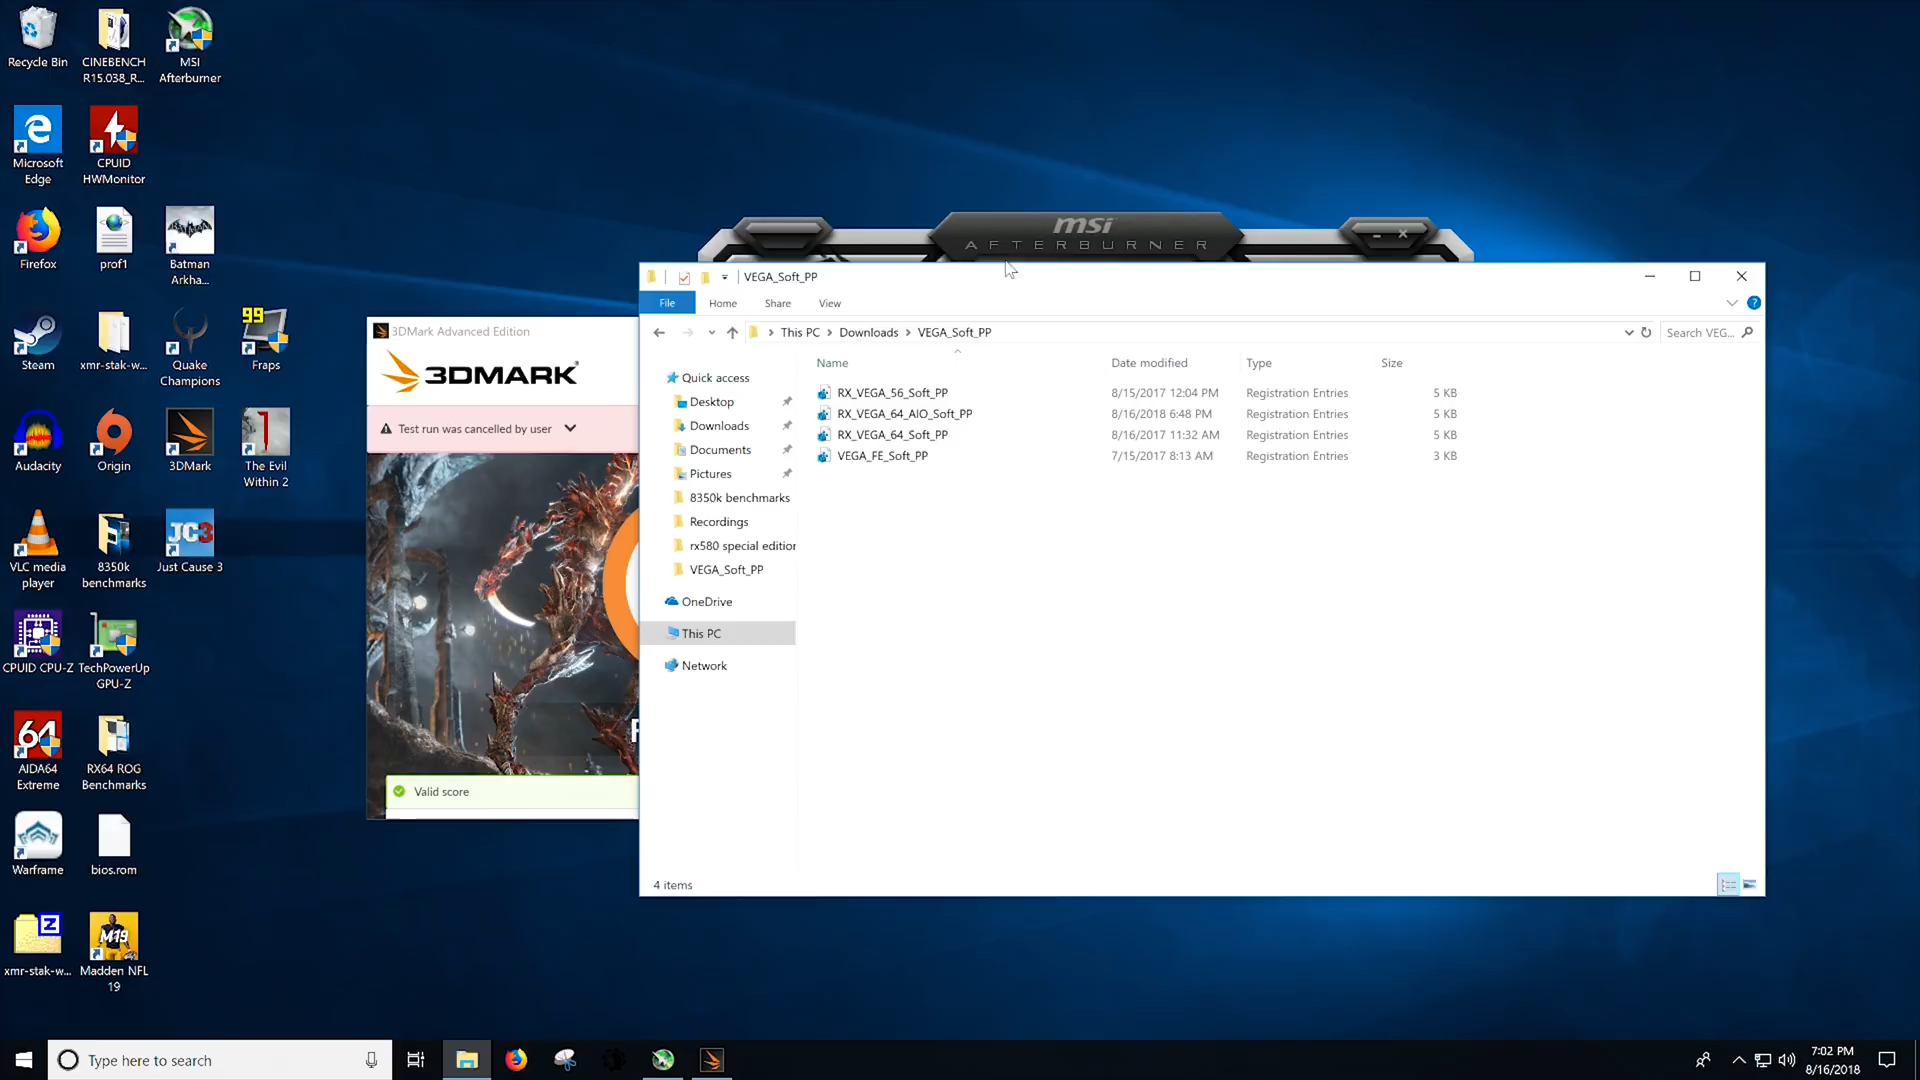 Recycle Bin
CINEBENCH
R15.038_R...
MSI
Afterburner
Microsoft
Edge
CPUID
HWMonitor
Firefox
prof1
Batman
Arkha...
Steam
xmr-stak-w...
Quake
Champions
99
Fraps
Audacity
Origin
3DMark
The Evil
Within 2
VLC media
player
8350k
benchmarks
JC3
Just Cause 3
CPUID CPU-Z
TechPowerUp
GPU-Z
64
AIDA64
Extreme
RX64 ROG
Benchmarks
Warframe
bios.rom
Z
xmr-stak-w...
M19
Madden NFL
19
msi
AFTERBURNER
3DMark Advanced Edition
3DMARK
Test run was cancelled by user
Valid score
VEGA_Soft_PP
File
Home
Share
View
This PC
Downloads
VEGA_Soft_PP
Search VEG...
Name
Date modified
Type
Size
RX_VEGA_56_Soft_PP
8/15/2017 12:04 PM
Registration Entries
5 KB
RX_VEGA_64_AIO_Soft_PP
8/16/2018 6:48 PM
Registration Entries
5 KB
RX_VEGA_64_Soft_PP
8/16/2017 11:32 AM
Registration Entries
5 KB
VEGA_FE_Soft_PP
7/15/2017 8:13 AM
Registration Entries
3 KB
Quick access
Desktop
Downloads
Documents
Pictures
8350k benchmarks
Recordings
rx580 special edition
VEGA_Soft_PP
OneDrive
This PC
Network
4 items
Type here to search
7:02 PM
8/16/2018